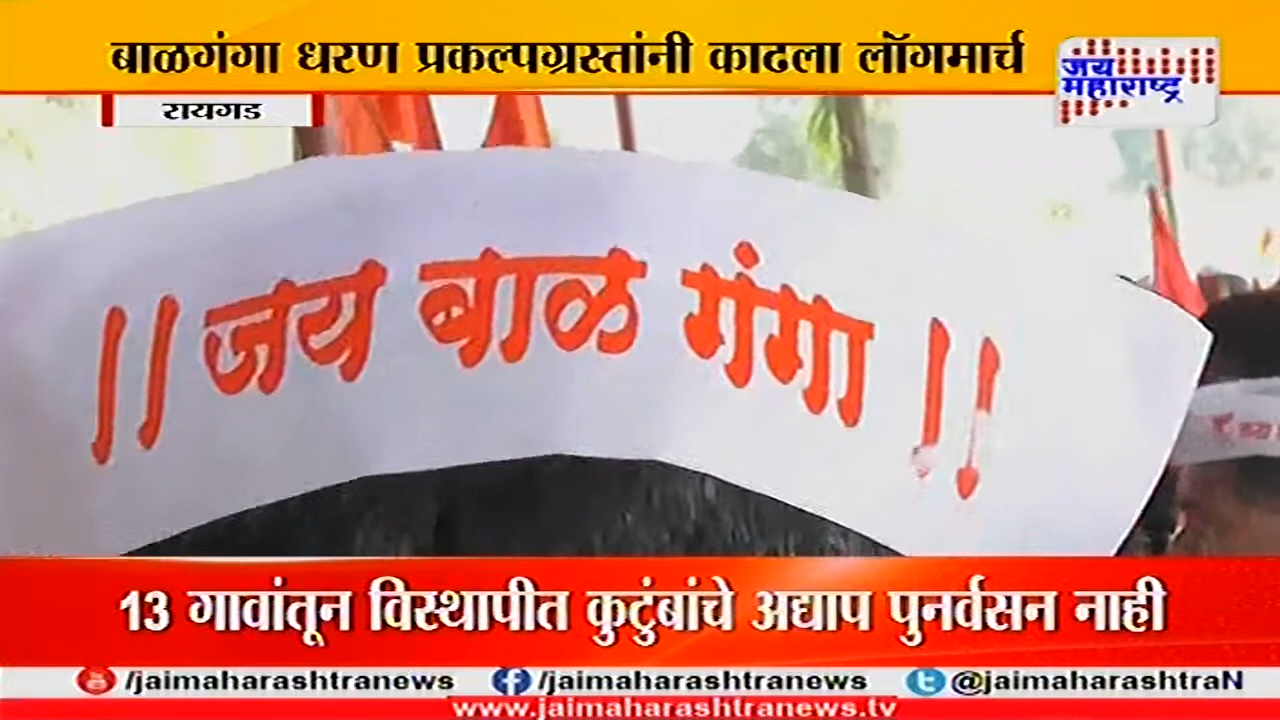 बाळगंगा धरण प्रकल्पग्रस्तांनी काढला लॉगमार्च
जय
महाराष्ट्र
रायगड
||जय बाळ गंगा ||
13 गावांतून विस्थापीत कुटुंबांचे अद्याप पुनर्वसन नाही
/jaimaharashtranews /jaimaharashtranews @jaimaharashtraN
www.jaimaharashtranews.tv